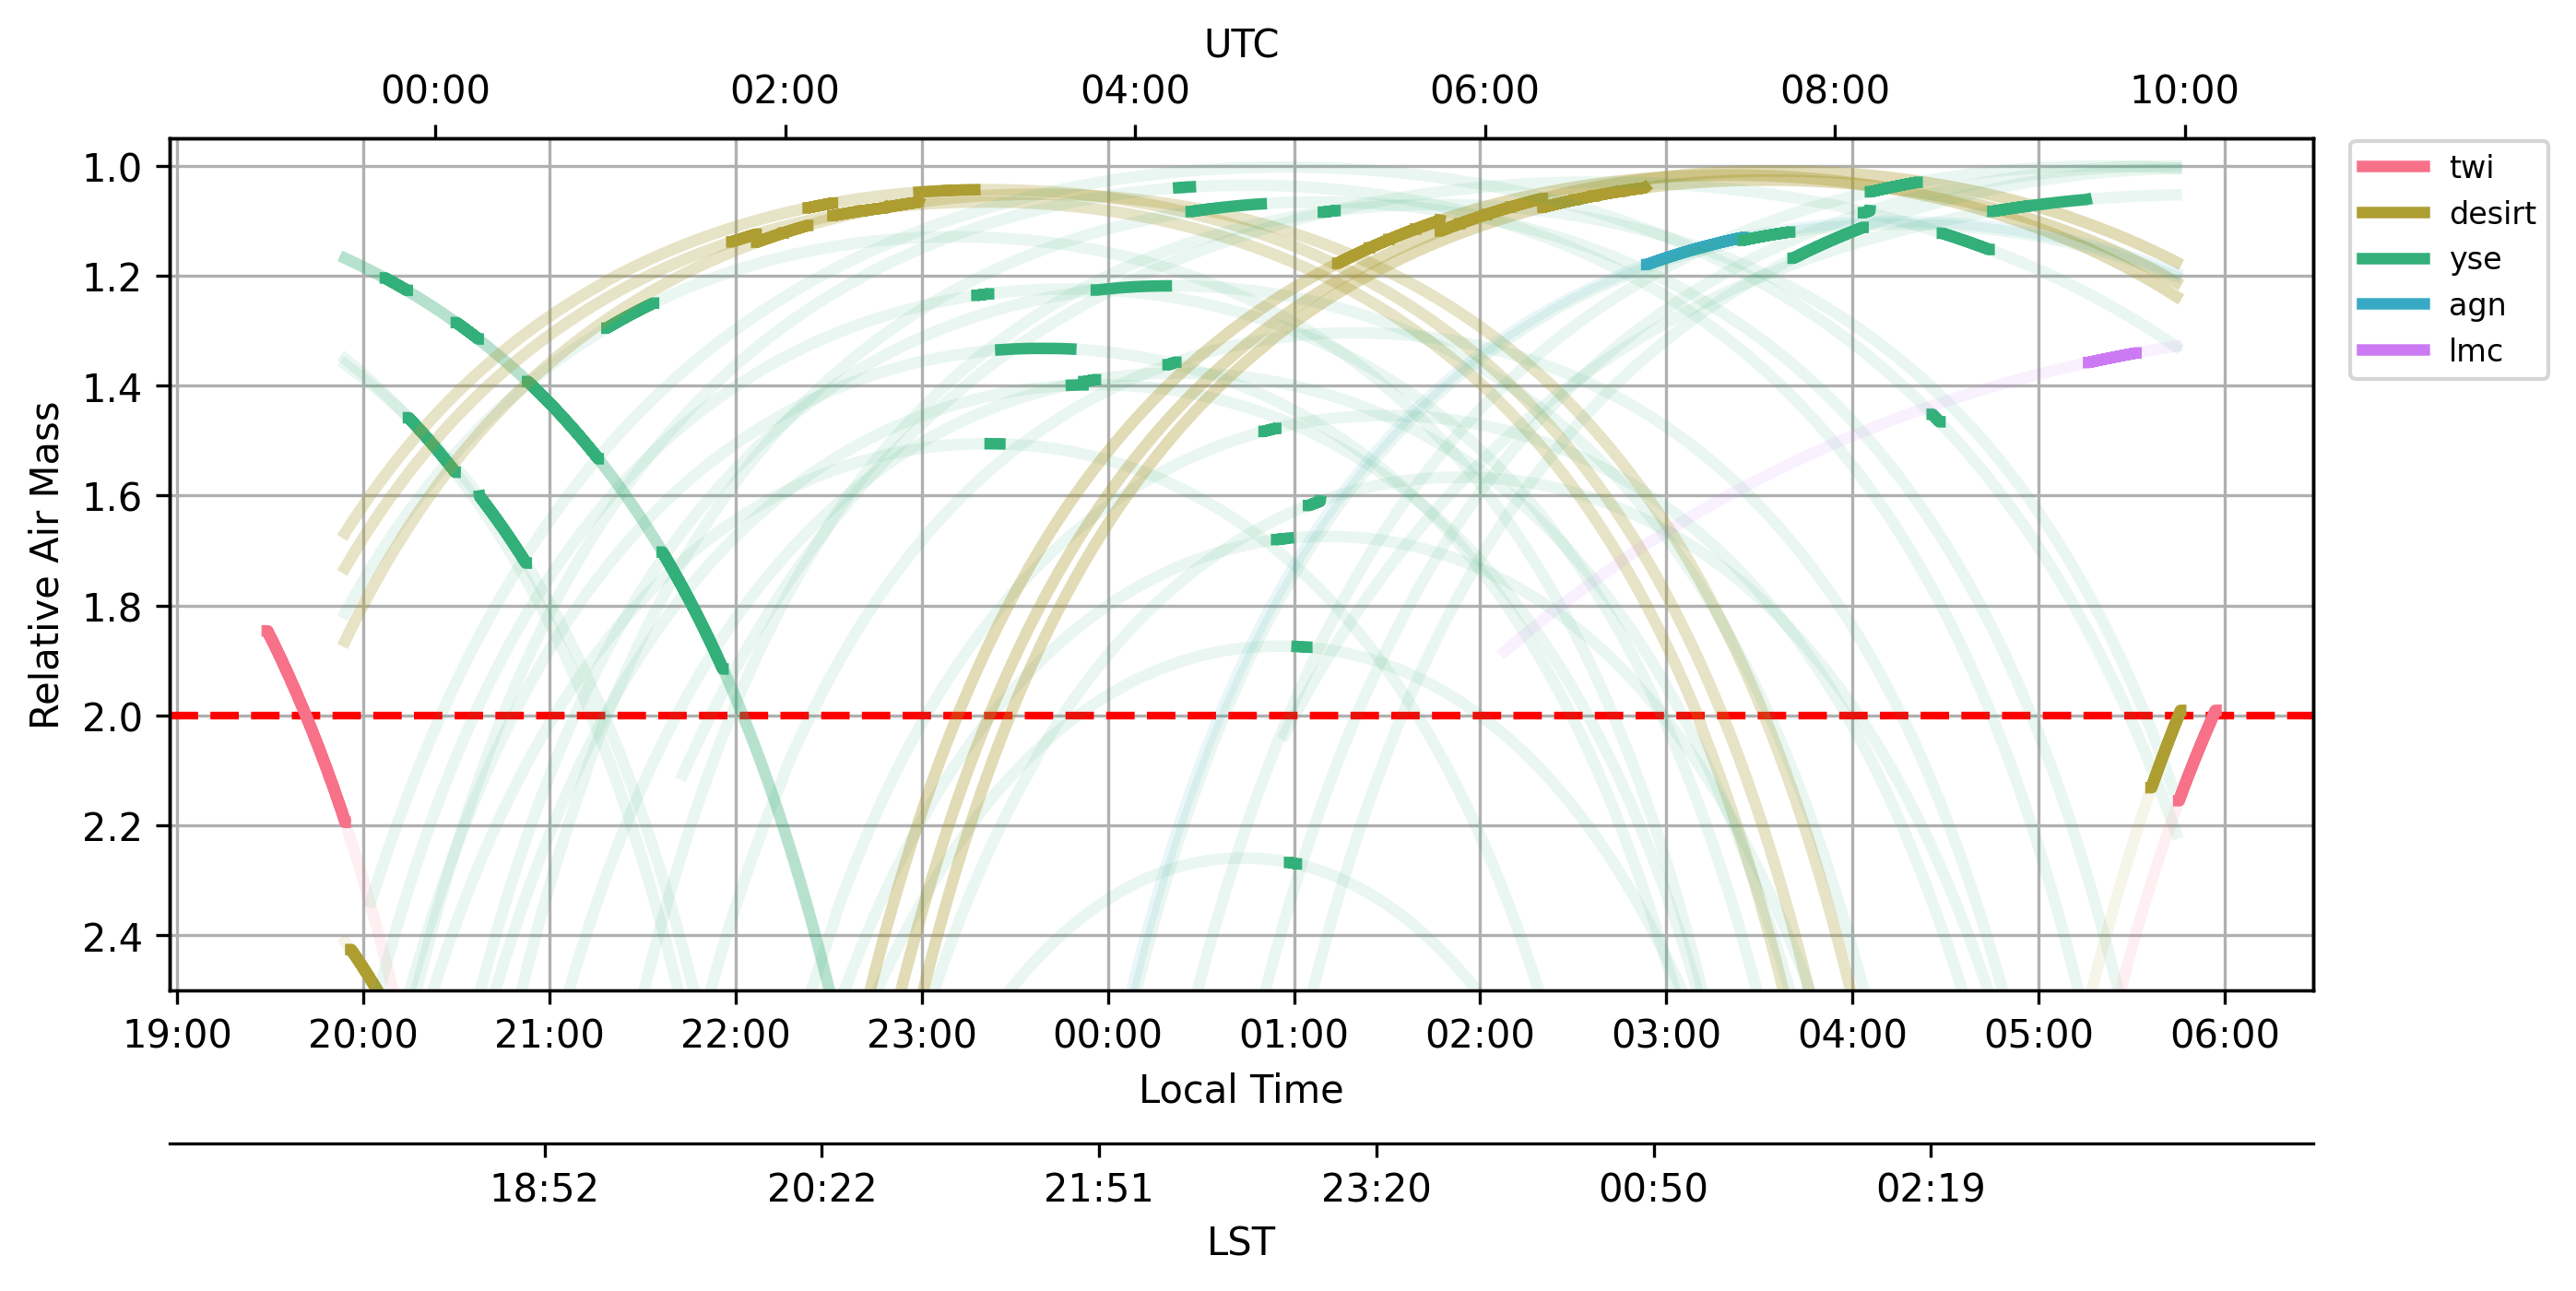 UTC
00:00 02:00 04:00 06:00 08:00 10:00
twi
desirt
yse
agn
lmc
Relative Air Mass
1.0
1.2
1.4
1.6
1.8
2.0
2.2
2.4
19:00 20:00 21:00 22:00 23:00 00:00 01:00 02:00 03:00 04:00 05:00 06:00
Local Time
18:52 20:22 21:51 23:20 00:50 02:19
LST